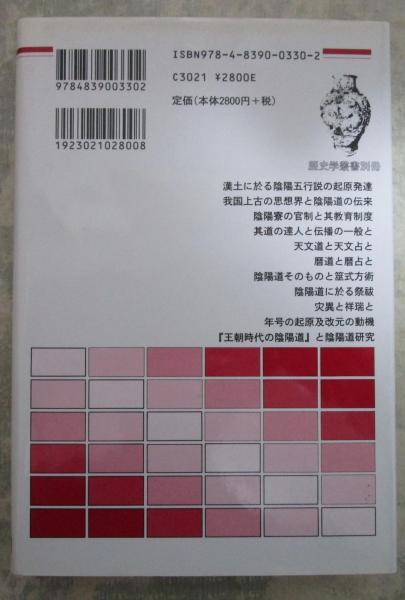 ISBN978-4-8390-0330-2
C3021 ¥2800E
定価(本体2800円+税)
9784839003302
1923021028008
歴史学叢書別冊
漢土に於る陰陽五行説の起原発達
我国上古の思想界と陰陽道の伝来
陰陽寮の官制と其教育制度
其道の達人と伝播の一般と
天文道と天文占と
暦道と暦占と
陰陽道そのものと筮式方術
陰陽道に於る祭祓
災異と祥瑞と
年号の起原及改元の動機
『王朝時代の陰陽道』と陰陽道研究